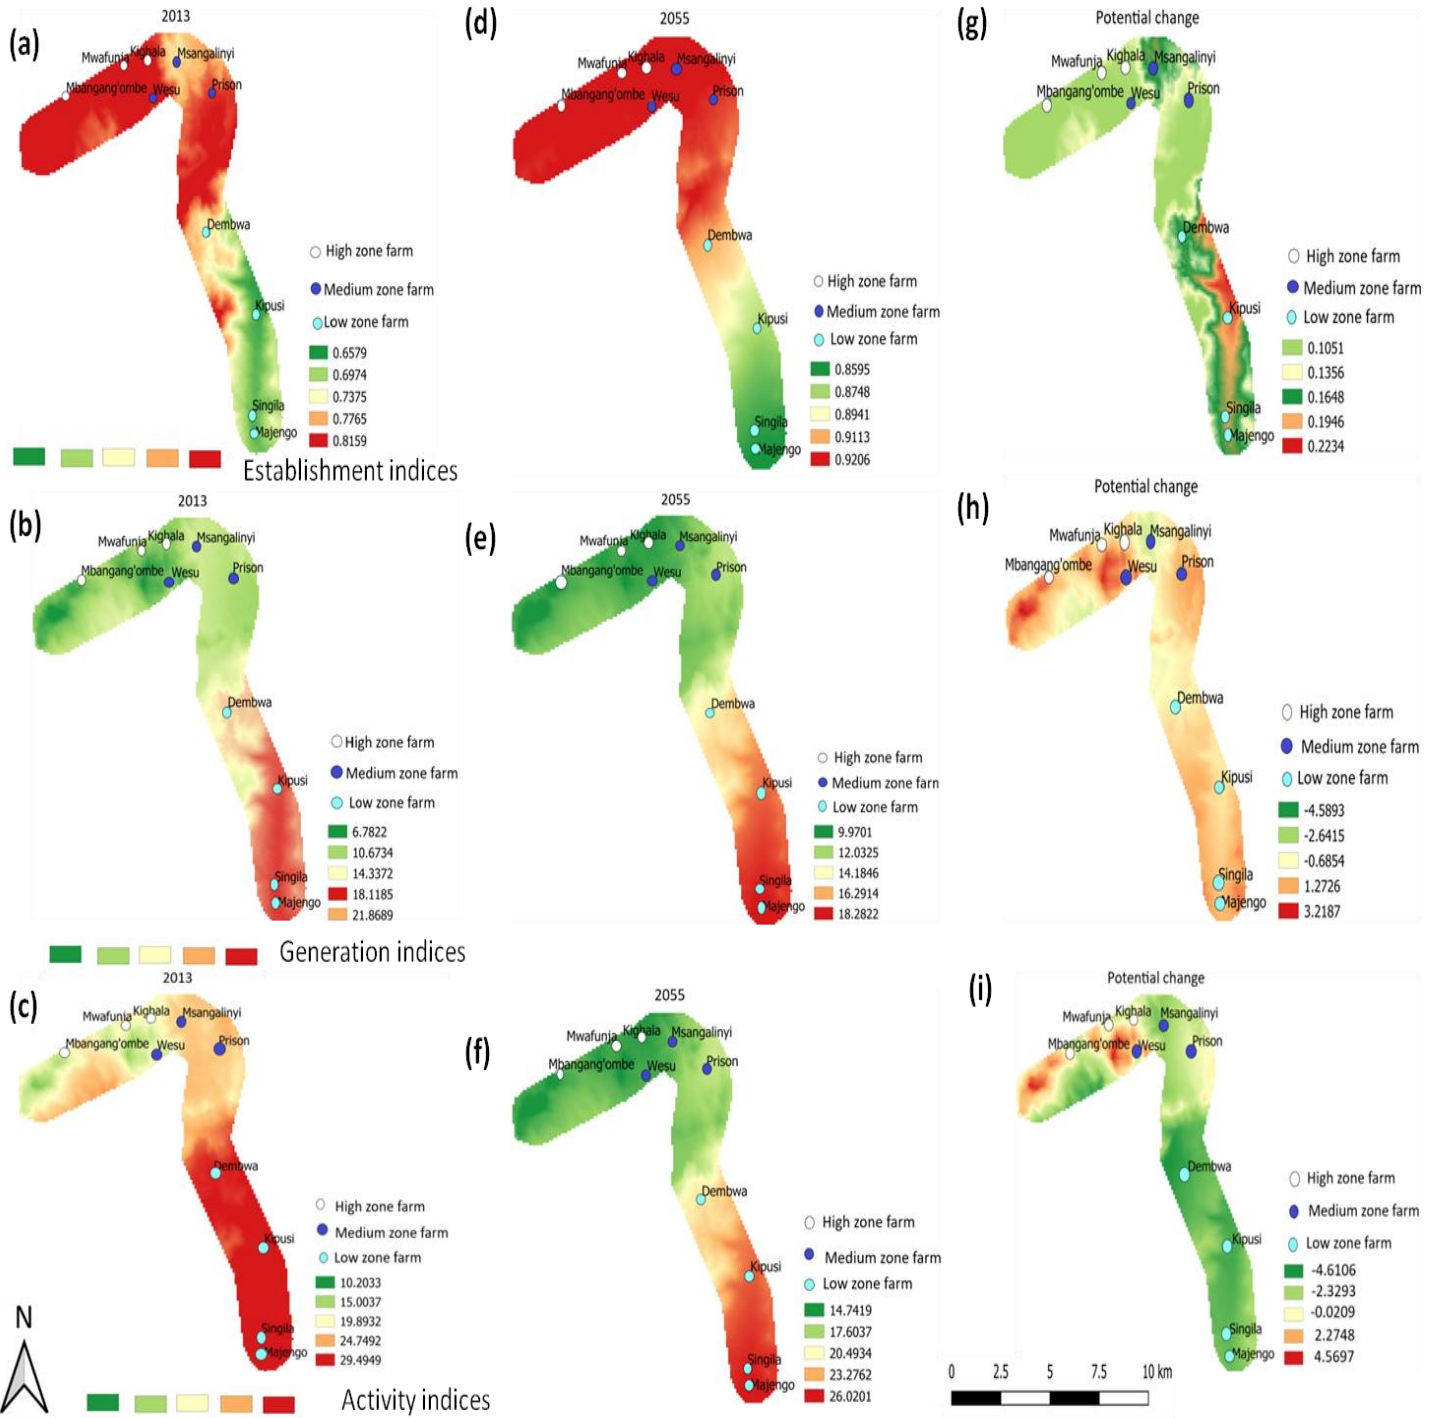 (a)
2013
Mwafunja
Kighala
Msangalinyi
Mbangang'ombe
Wesu
Prison
Dembwa
Kipusi
Singila
Majengo
High zone farm
Medium zone farm
Low zone farm
0.6579
0.6974
0.7375
0.7765
0.8159
(d)
2055
Mwafunja
Kighala
Msangalinyi
Mbangang'ombe
Wesu
Prison
Dembwa
Kipusi
Singila
Majengo
High zone farm
Medium zone farm
Low zone farm
0.8595
0.8748
0.8941
0.9113
0.9206
(g)
Potential change
Mwafunja
Kighala
Msangalinyi
Mbangang'ombe
Wesu
Prison
Dembwa
Kipusi
Singila
Majengo
High zone farm
Medium zone farm
Low zone farm
0.1051
0.1356
0.1648
0.1946
0.2234
Establishment indices
(b)
2013
Mwafunja
Kighala
Msangalinyi
Mbangang'ombe
Wesu
Prison
Dembwa
Kipusi
Singila
Majengo
High zone farm
Medium zone farm
Low zone farm
6.7822
10.6734
14.3372
18.1185
21.8689
(e)
2055
Mwafunja
Kighala
Msangalinyi
Mbangang'ombe
Wesu
Prison
Dembwa
Kipusi
Singila
Majengo
High zone farm
Medium zone farm
Low zone farm
9.9701
12.0325
14.1846
16.2914
18.2822
(h)
Potential change
Mwafunja
Kighala
Msangalinyi
Mbangang'ombe
Wesu
Prison
Dembwa
Kipusi
Singila
Majengo
High zone farm
Medium zone farm
Low zone farm
-4.5893
-2.6415
-0.6854
1.2726
3.2187
Generation indices
(c)
2013
Mwafunja
Kighala
Msangalinyi
Mbangang'ombe
Wesu
Prison
Dembwa
Kipusi
Singila
Majengo
High zone farm
Medium zone farm
Low zone farm
10.2033
15.0037
19.8932
24.7492
29.4949
N
(f)
2055
Mwafunja
Kighala
Msangalinyi
Mbangang'ombe
Wesu
Prison
Dembwa
Kipusi
Singila
Majengo
High zone farm
Medium zone farm
Low zone farm
14.7419
17.6037
20.4934
23.2762
26.0201
(i)
Potential change
Mwafunja
Kighala
Msangalinyi
Mbangang'ombe
Wesu
Prison
Dembwa
Kipusi
Singila
Majengo
High zone farm
Medium zone farm
Low zone farm
-4.6106
-2.3293
-0.0209
2.2748
4.5697
0 2.5 5 7.5 10 km
Activity indices